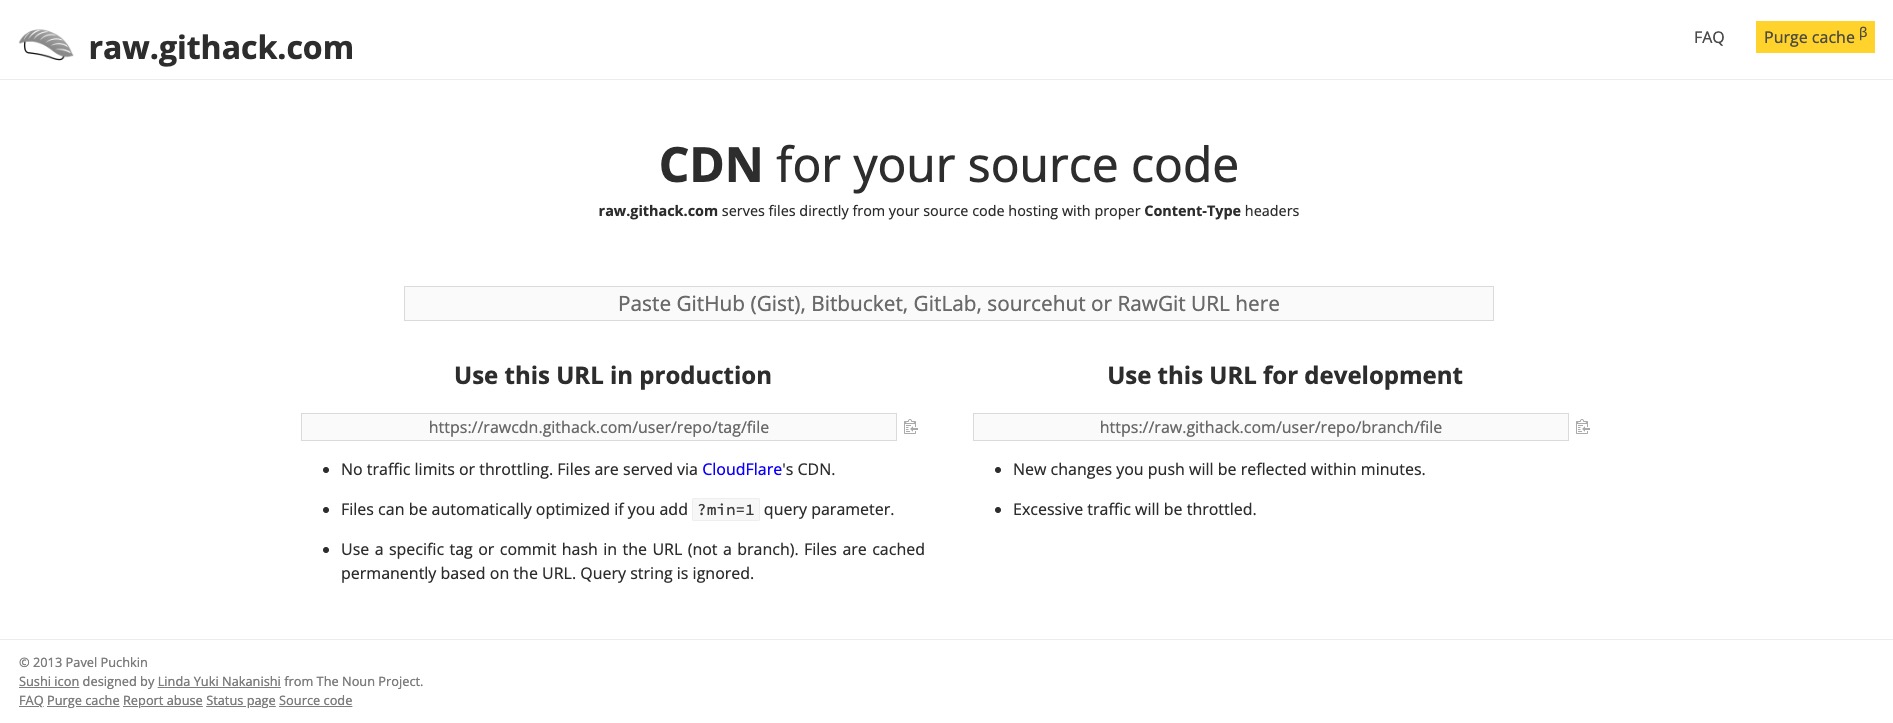 raw.githack.com
FAQ
Purge cache β
CDN for your source code
raw.githack.com serves files directly from your source code hosting with proper Content-Type headers
Paste GitHub (Gist), Bitbucket, GitLab, sourcehut or RawGit URL here
Use this URL in production
https://rawcdn.githack.com/user/repo/tag/file
• No traffic limits or throttling. Files are served via CloudFlare's CDN.
• Files can be automatically optimized if you add ?min=1 query parameter.
• Use a specific tag or commit hash in the URL (not a branch). Files are cached
permanently based on the URL. Query string is ignored.
Use this URL for development
https://raw.githack.com/user/repo/branch/file
• New changes you push will be reflected within minutes.
• Excessive traffic will be throttled.
© 2013 Pavel Puchkin
Sushi icon designed by Linda Yuki Nakanishi from The Noun Project.
FAQ Purge cache Report abuse Status page Source code